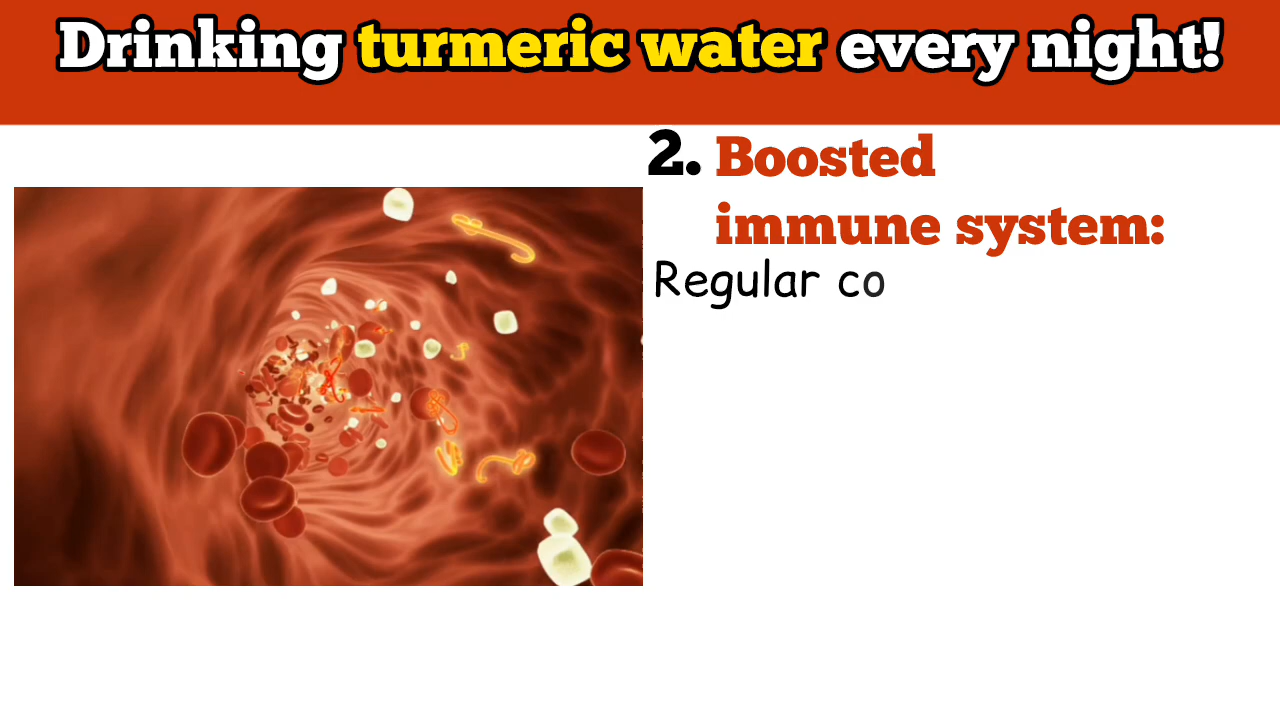 Drinking turmeric water every night!
2. Boosted
immune system:
Regular co